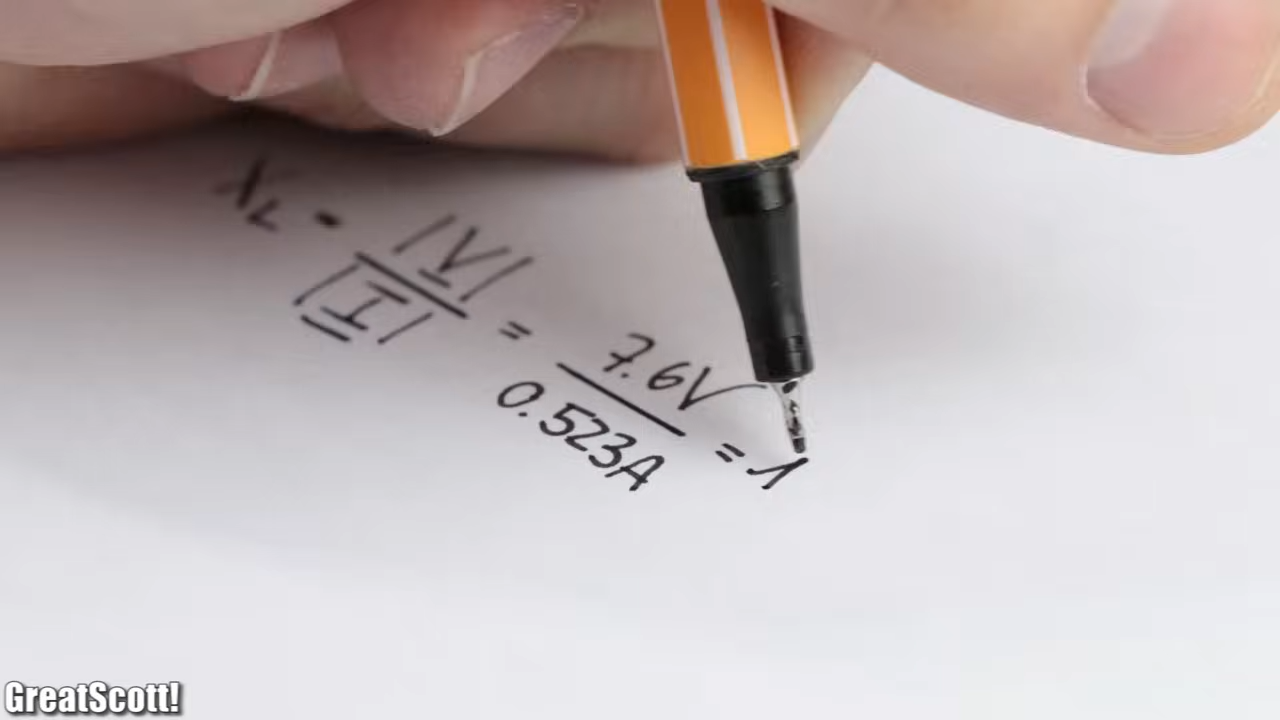 X_L = |V| / |I| = 7.6V / 0.523A = 1
GreatScott!